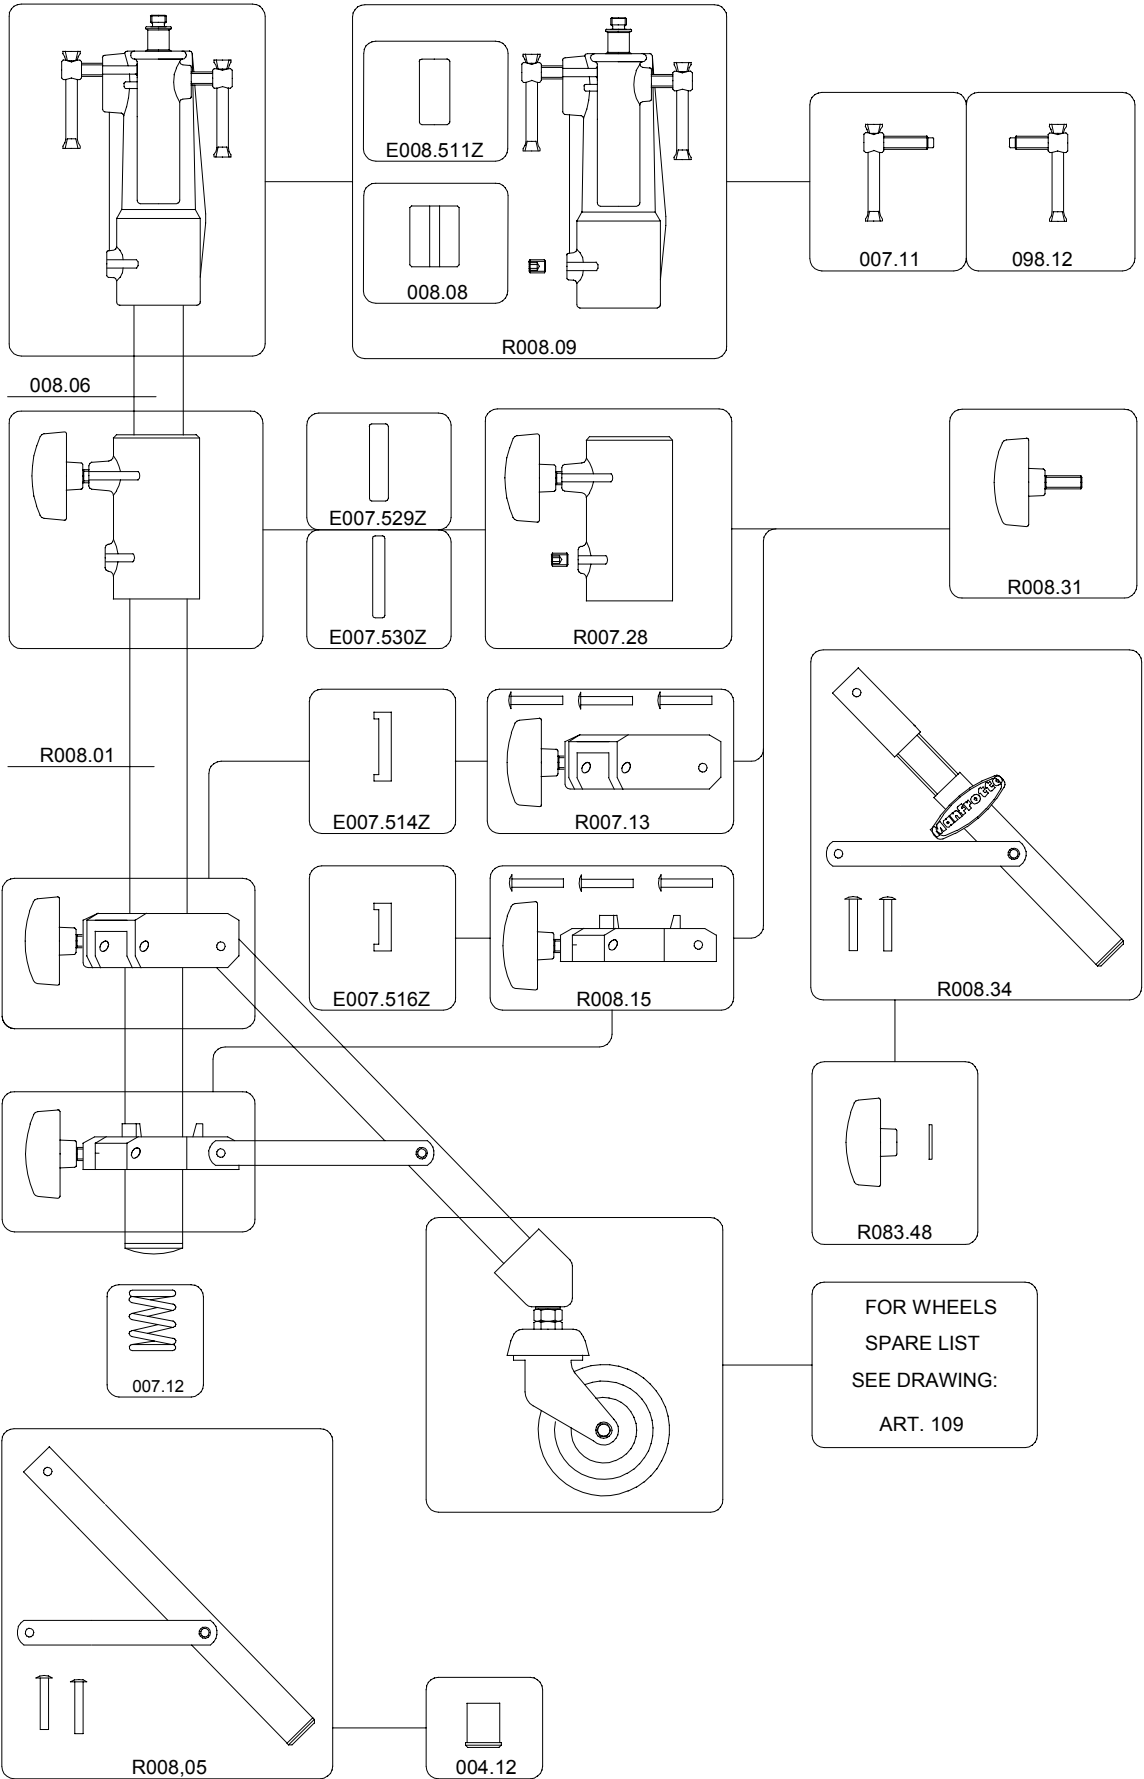 E008.511Z
008.08
R008.09
007.11
098.12
008.06
E007.529Z
E007.530Z
R007.28
R008.31
R008.01
E007.514Z
R007.13
Manfrotto
E007.516Z
R008.15
R008.34
R083.48
007.12
FOR WHEELS
SPARE LIST
SEE DRAWING:
ART. 109
R008,05
004.12